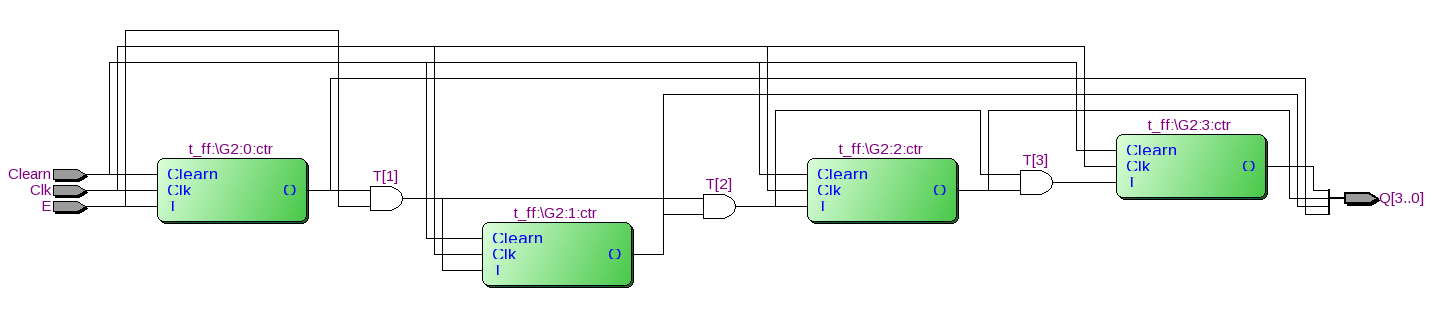 t_ff:\G2:0:ctr
Clearn
Clk
E
Clearn
Clk
T
Q
T[1]
t_ff:\G2:1:ctr
Clearn
Clk
T
Q
T[2]
t_ff:\G2:2:ctr
Clearn
Clk
T
Q
T[3]
t_ff:\G2:3:ctr
Clearn
Clk
T
Q
Q[3..0]